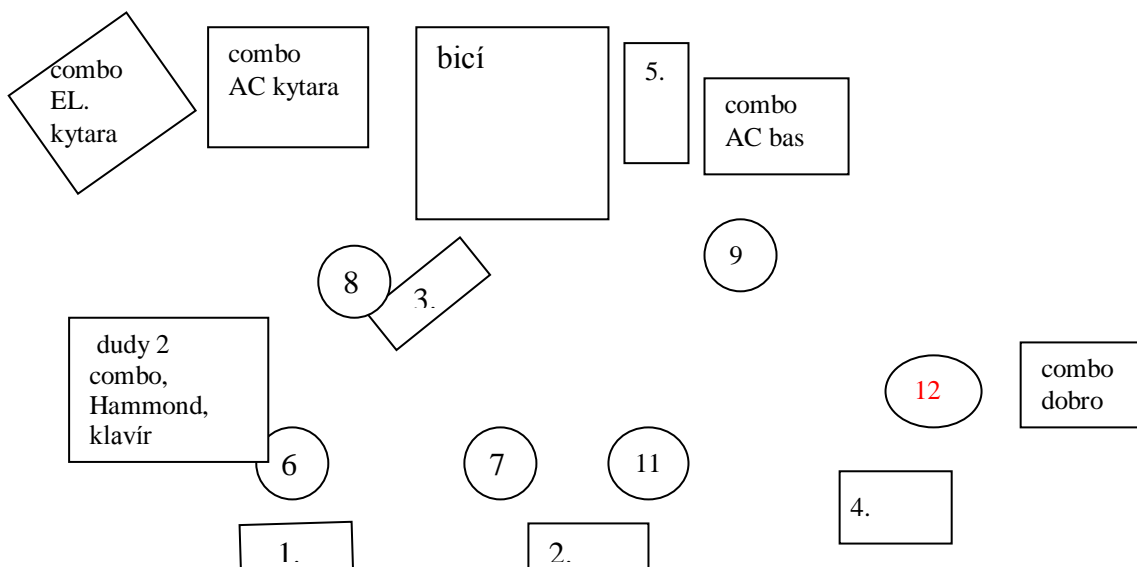 combo
EL.
kytara
combo
AC kytara
bicí
5.
combo
AC bas
8
3.
9
dudy 2
combo,
Hammond,
klavír
12
combo
dobro
6
7
11
4.
1.
2.